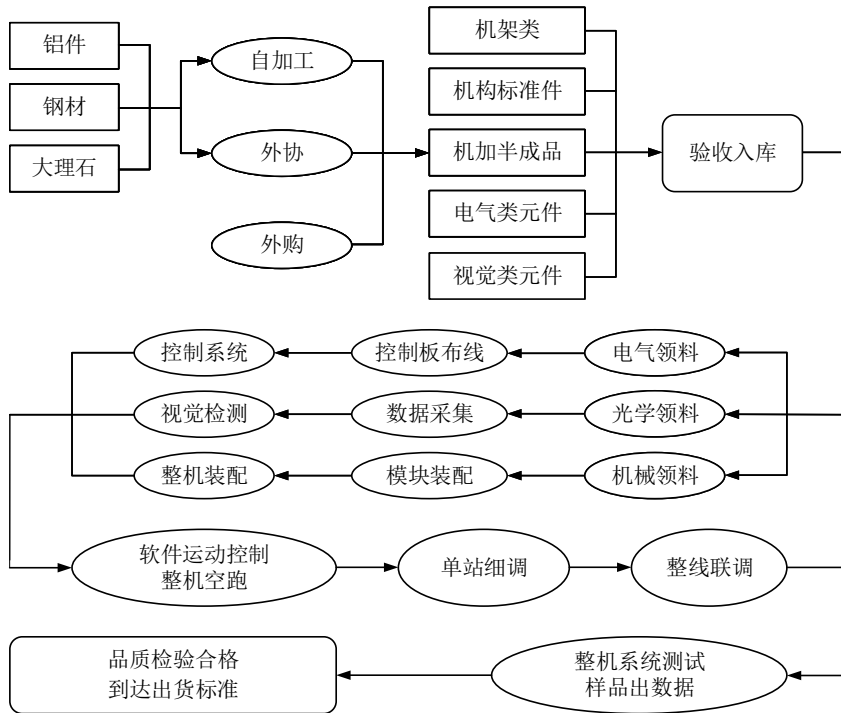 铝件
钢材
大理石
自加工
外协
外购
机架类
机构标准件
机加半成品
电气类元件
视觉类元件
验收入库
控制系统
控制板布线
电气领料
视觉检测
数据采集
光学领料
整机装配
模块装配
机械领料
软件运动控制
整机空跑
单站细调
整线联调
品质检验合格
到达出货标准
整机系统测试
样品出数据